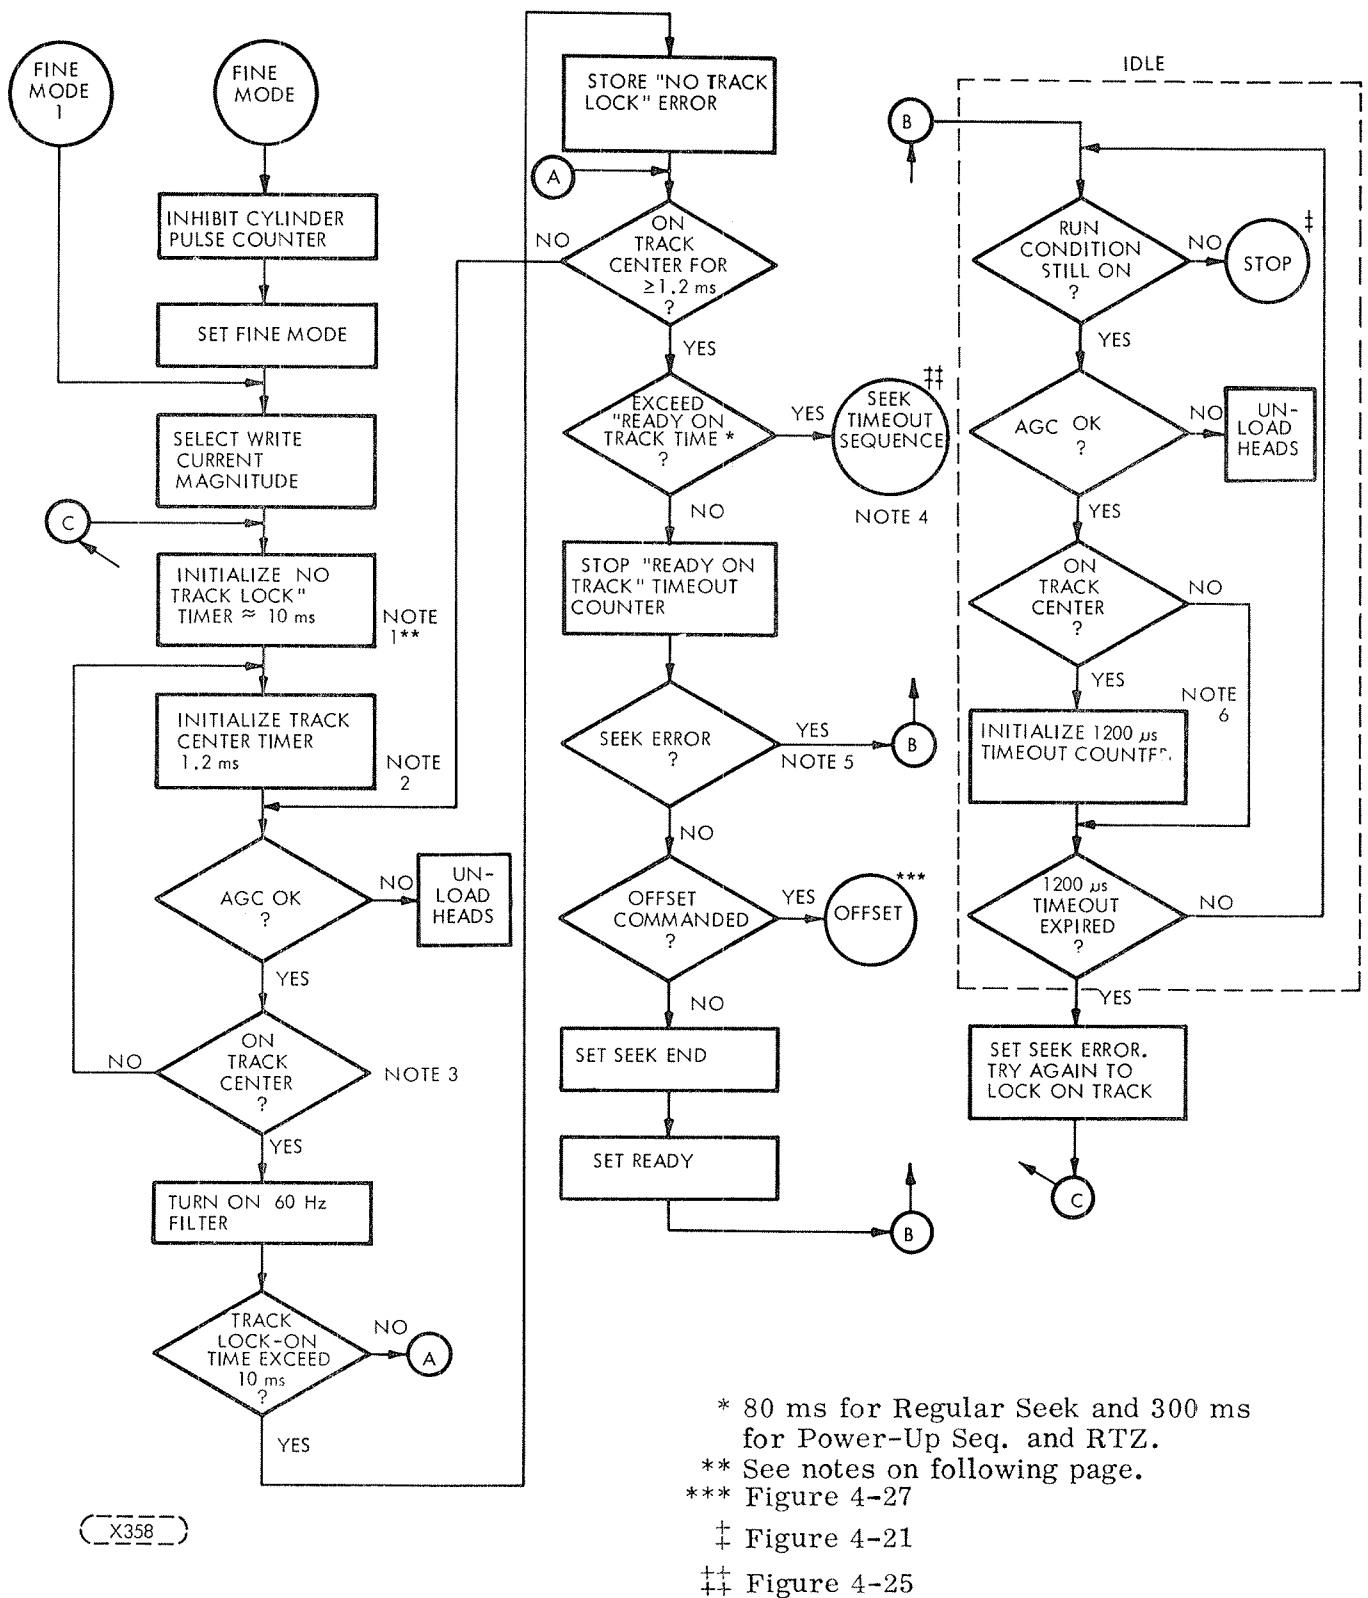 FINE
MODE
1
FINE
MODE
INHIBIT CYLINDER
PULSE COUNTER
SET FINE MODE
SELECT WRITE
CURRENT
MAGNITUDE
C
INITIALIZE NO
TRACK LOCK"
TIMER ≈ 10 ms
NOTE
1**
INITIALIZE TRACK
CENTER TIMER
1.2 ms
NOTE
2
AGC OK
?
NO
UN-
LOAD
HEADS
YES
ON
TRACK
CENTER
?
NO
NOTE 3
YES
TURN ON 60 Hz
FILTER
TRACK
LOCK-ON
TIME EXCEED
10 ms
?
NO
A
YES
X358
STORE "NO TRACK
LOCK" ERROR
A
ON
TRACK
CENTER FOR
≥1.2 ms
?
NO
YES
EXCEED
"READY ON
TRACK TIME *
?
YES
SEEK
TIMEOUT
SEQUENCE
‡‡
NOTE 4
NO
STOP "READY ON
TRACK" TIMEOUT
COUNTER
SEEK ERROR
?
YES
NOTE 5
B
NO
OFFSET
COMMANDED
?
YES
OFFSET
***
NO
SET SEEK END
SET READY
B
IDLE
B
RUN
CONDITION
STILL ON
?
NO
STOP
‡
YES
AGC OK
?
NO
UN-
LOAD
HEADS
YES
ON
TRACK
CENTER
?
NO
YES
NOTE
6
INITIALIZE 1200 µs
TIMEOUT COUNTER
1200 µs
TIMEOUT
EXPIRED
?
NO
YES
SET SEEK ERROR.
TRY AGAIN TO
LOCK ON TRACK
C
* 80 ms for Regular Seek and 300 ms
for Power-Up Seq. and RTZ.
** See notes on following page.
*** Figure 4-27
‡ Figure 4-21
‡‡ Figure 4-25